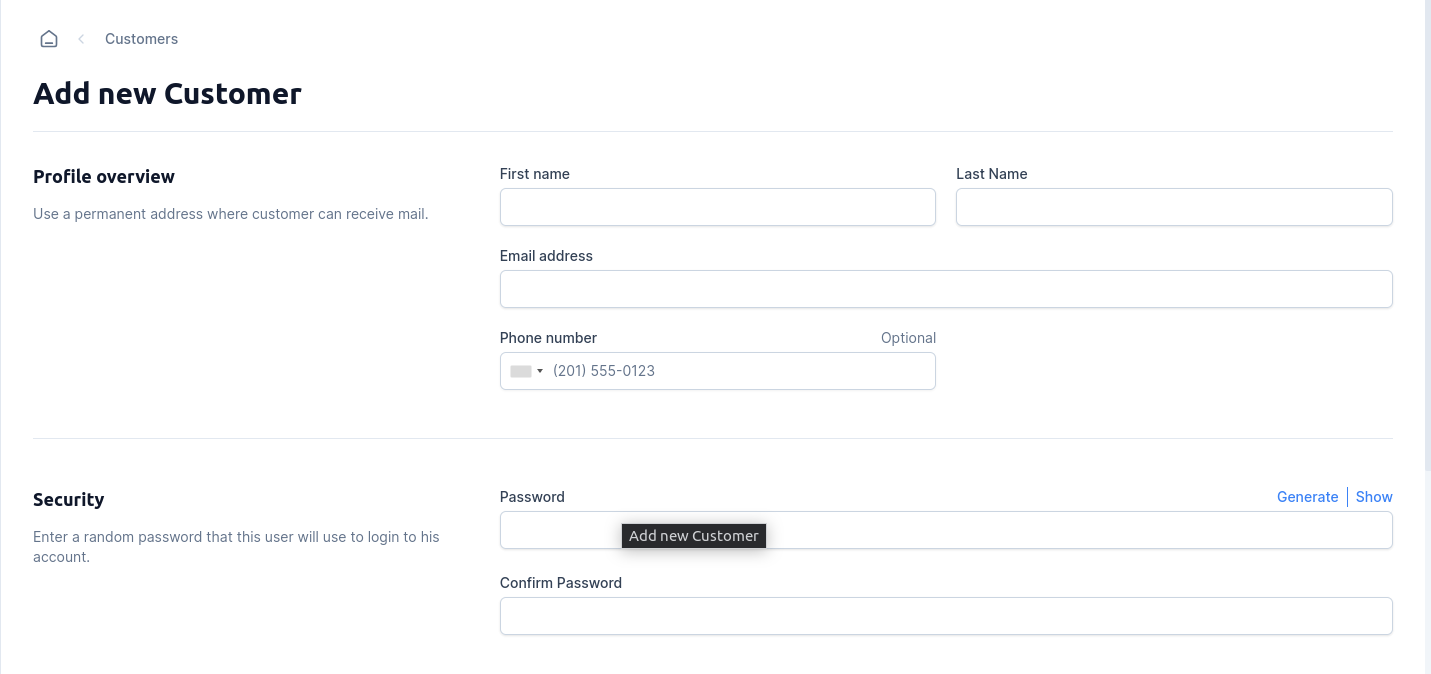 Customers
Add new Customer
Profile overview
Use a permanent address where customer can receive mail.
First name
Last Name
Email address
Phone number
Optional
(201) 555-0123
Security
Enter a random password that this user will use to login to his
account.
Password
Generate
Show
Add new Customer
Confirm Password